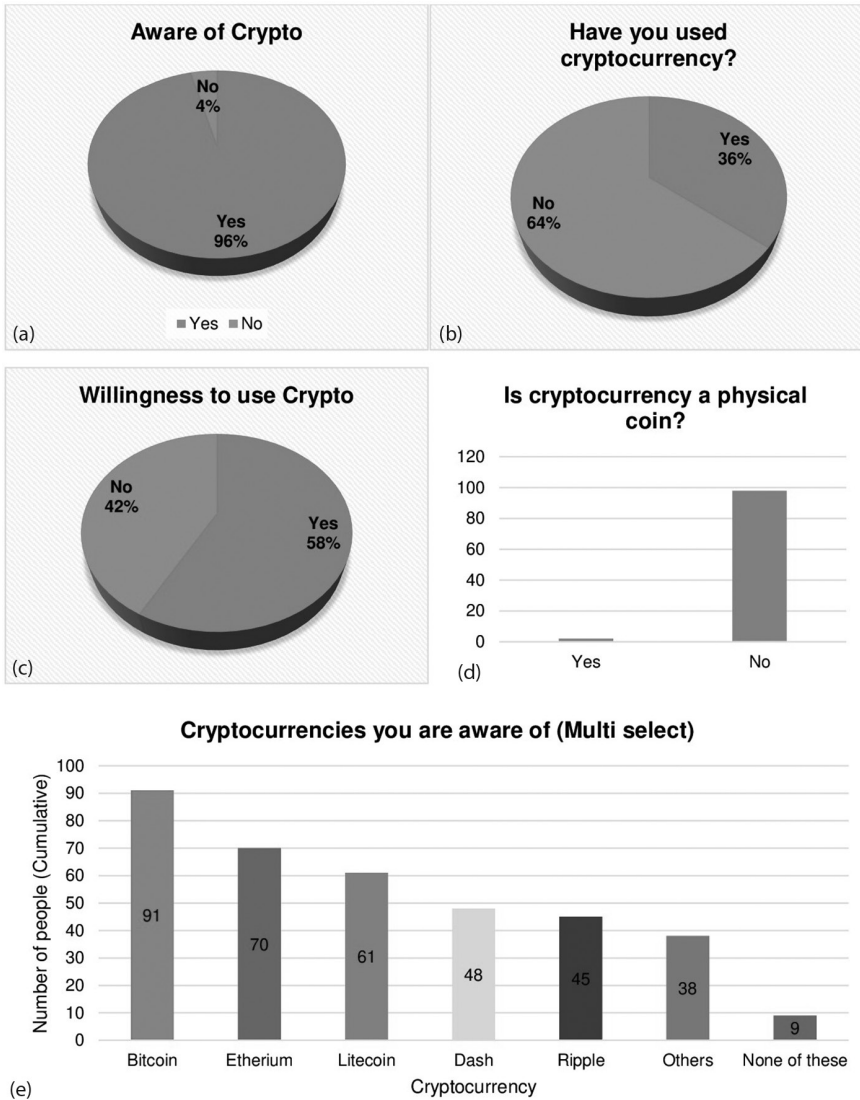 Aware of Crypto
No
4%
Yes
96%
Yes No
(a)
Have you used
cryptocurrency?
Yes
36%
No
64%
(b)
Willingness to use Crypto
No
42%
Yes
58%
(c)
Is cryptocurrency a physical
coin?
120
100
80
60
40
20
0
Yes No
(d)
Cryptocurrencies you are aware of (Multi select)
Number of people (Cumulative)
100
90
80
70
60
50
40
30
20
10
0
91
70
61
48
45
38
9
Bitcoin Etherium Litecoin Dash Ripple Others None of these
Cryptocurrency
(e)